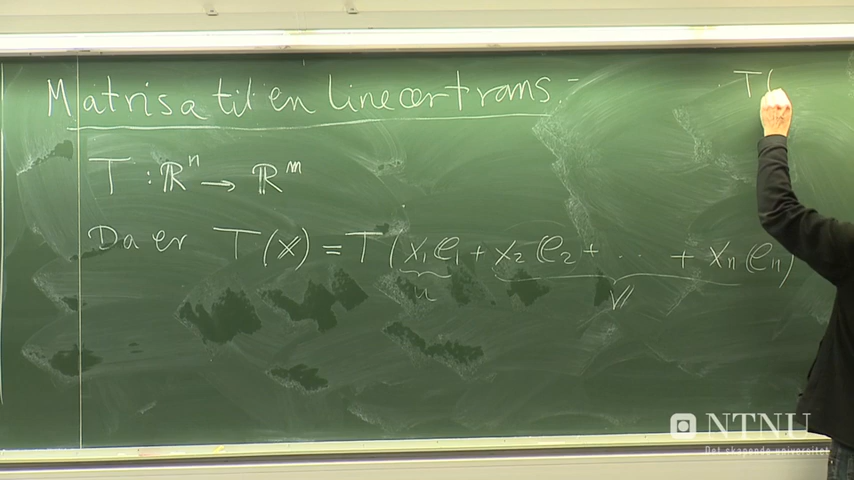 Matrisa til en lineær trans.
T(
T : ℝⁿ → ℝᵐ
Da er T(x) = T(x₁e₁ + x₂e₂ + ... + xₙeₙ)
u v
NTNU
Det skapende universitet